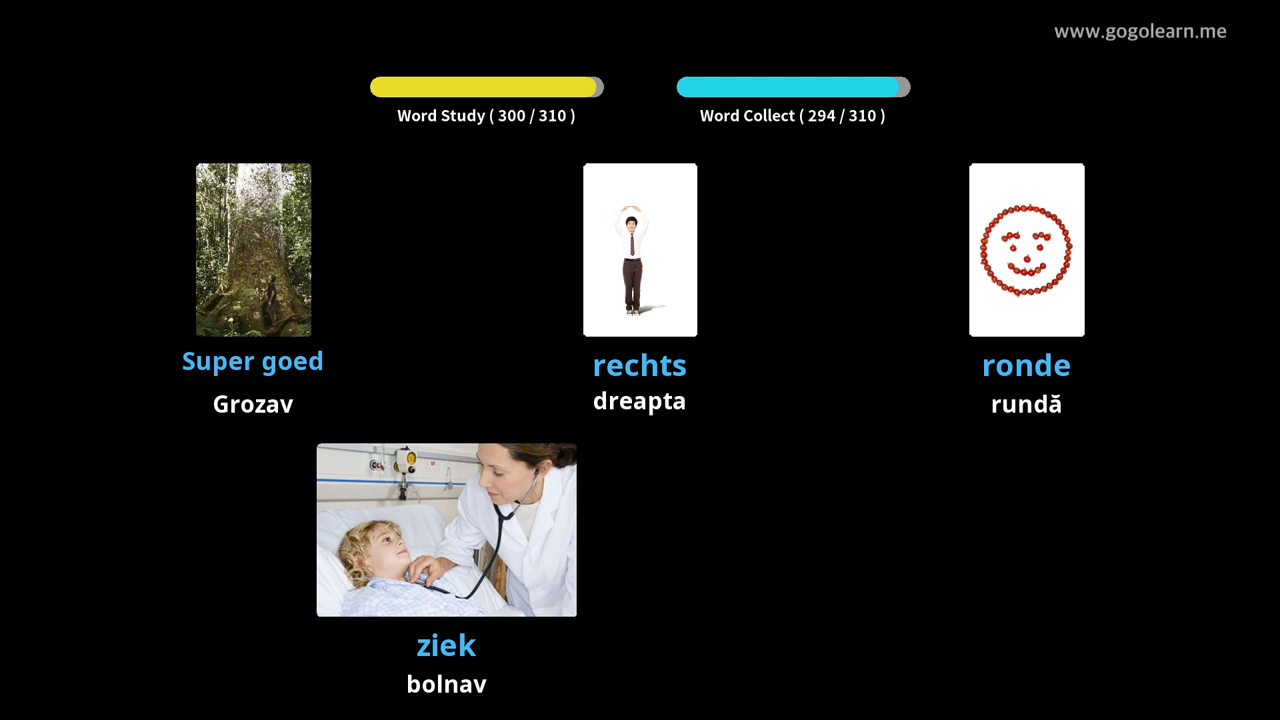 www.gogolearn.me
Word Study ( 300 / 310 )
Word Collect ( 294 / 310 )
Super goed
rechts
ronde
Grozav
dreapta
rundă
ziek
bolnav